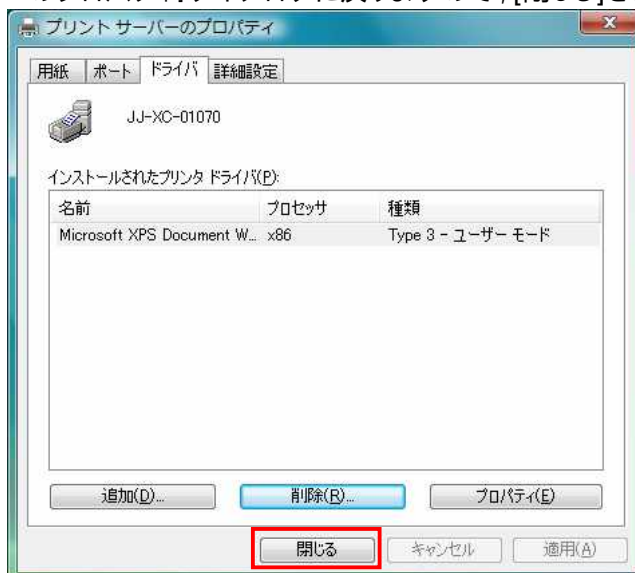 プリント サーバーのプロパティ
x
用紙 ポート ドライバ 詳細設定
JJ-XC-01070
インストールされたプリンタ ドライバ(P):
名前 プロセッサ 種類
Microsoft XPS Document W... x86 Type 3 - ユーザー モード
追加(D)... 削除(R)... プロパティ(E)
閉じる キャンセル 適用(A)